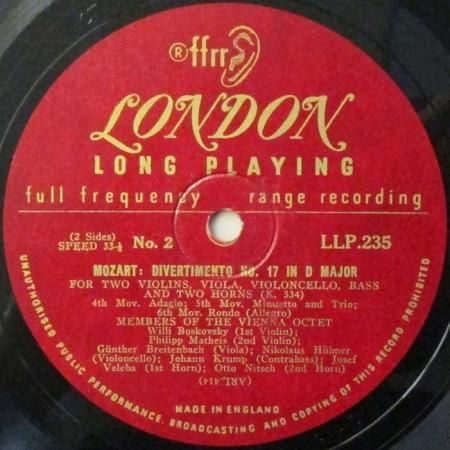 ® ffrr
LONDON
LONG PLAYING
full frequency range recording
(2 Sides)
SPEED 33-⅓ No. 2 LLP.235
MOZART: DIVERTIMENTO NO. 17 IN D MAJOR
FOR TWO VIOLINS, VIOLA, VIOLONCELLO, BASS
AND TWO HORNS (K. 334)
4th Mov. Adagio; 5th Mov. Minuetto and Trio;
6th Mov. Rondo (Allegro)
MEMBERS OF THE VIENNA OCTET
Willi Boskovsky (1st Violin);
Philipp Matheis (2nd Violin);
Günther Breitenbach (Viola); Nikolaus Hübner
(Violoncello); Johann Krump (Contrabass); Josef
Veleba (1st Horn); Otto Nitsch (2nd Horn)
(ARL.414)
MADE IN ENGLAND
UNAUTHORISED PUBLIC PERFORMANCE, BROADCASTING AND COPYING OF THIS RECORD PROHIBITED